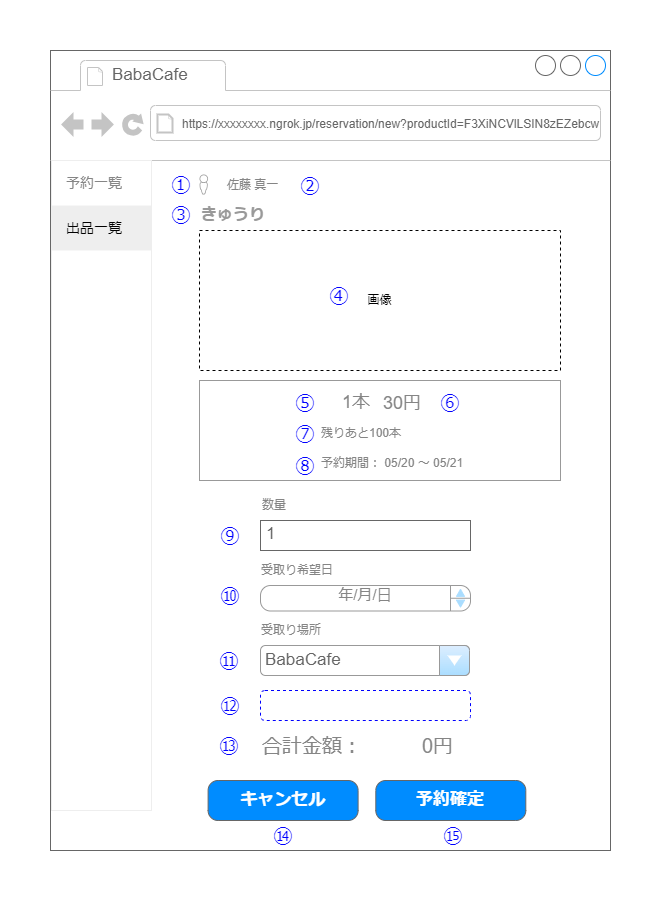 BabaCafe
https://xxxxxxxx.ngrok.jp/reservation/new?productId=F3XiNCVILSIN8zEZebcw
予約一覧
出品一覧
① 佐藤 真一 ②
③ きゅうり
④ 画像
⑤ 1本 30円 ⑥
⑦ 残りあと100本
⑧ 予約期間： 05/20 ～ 05/21
数量
⑨ 1
受取り希望日
⑩ 年/月/日
受取り場所
⑪ BabaCafe
⑫
⑬ 合計金額： 0円
キャンセル 予約確定
⑭ ⑮